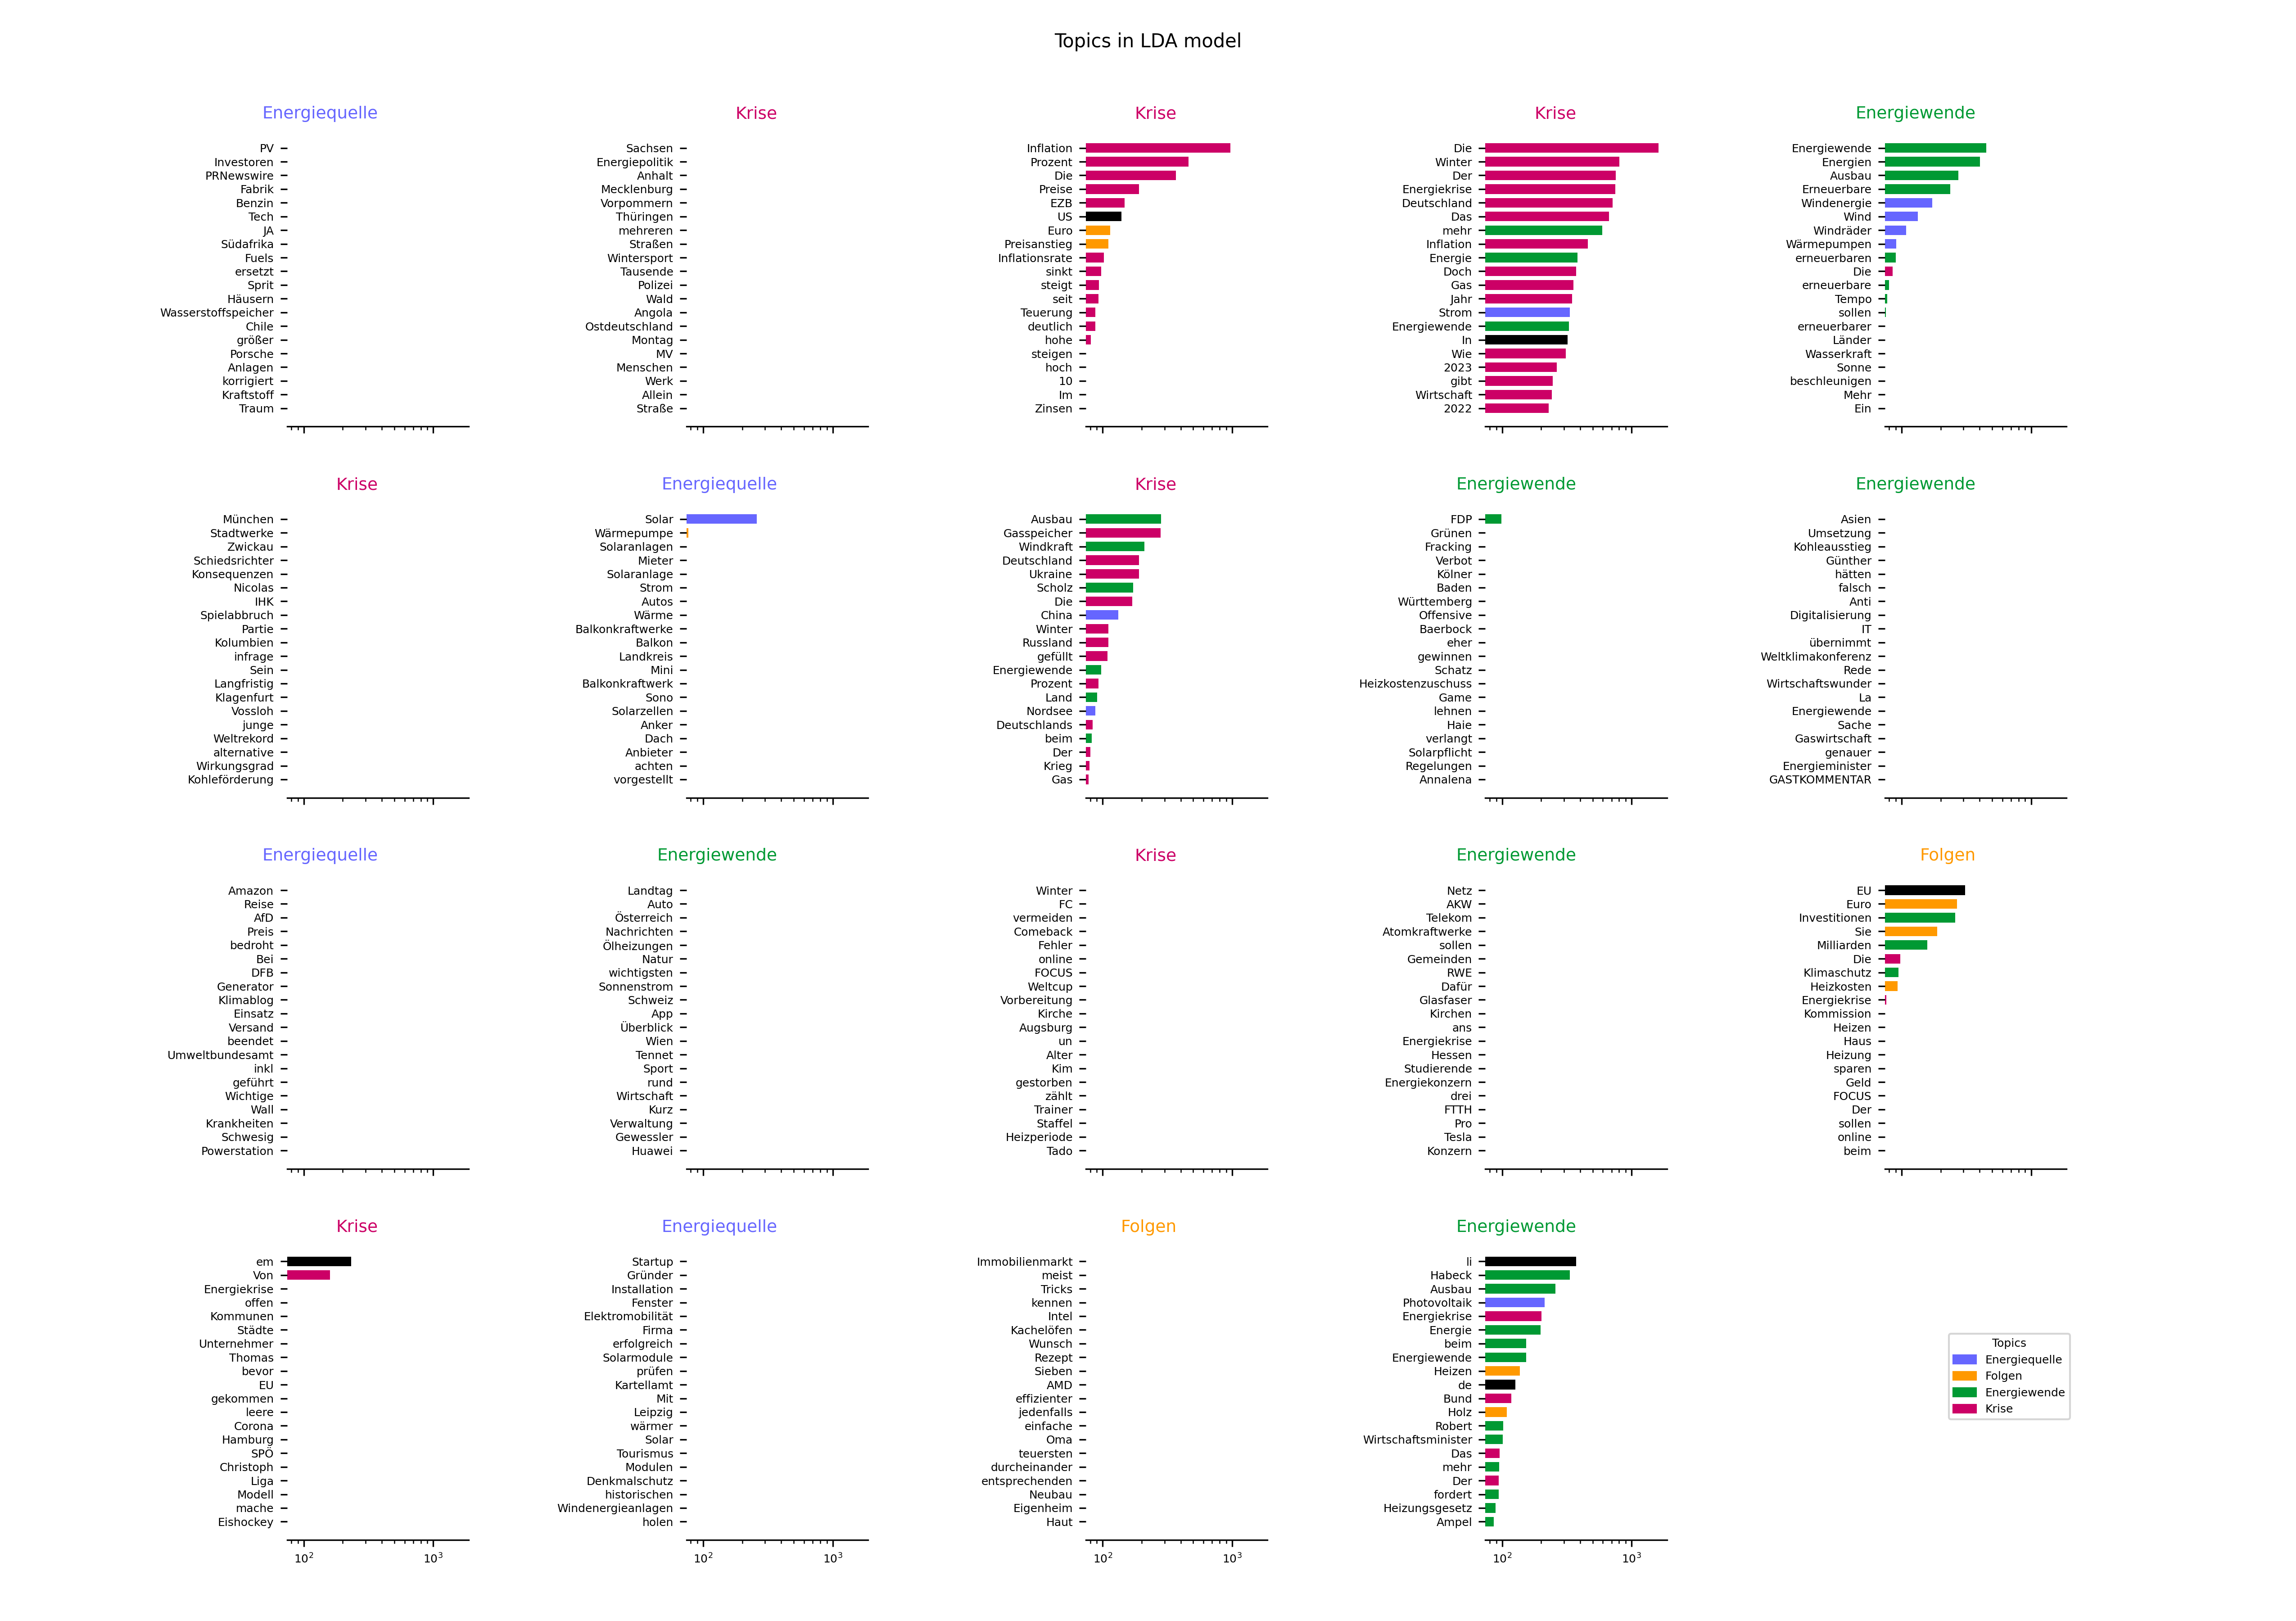 Topics in LDA model
Energiequelle
PV
Investoren
PRNewswire
Fabrik
Benzin
Tech
JA
Südafrika
Fuels
ersetzt
Sprit
Häusern
Wasserstoffspeicher
Chile
größer
Porsche
Anlagen
korrigiert
Kraftstoff
Traum
Krise
Sachsen
Energiepolitik
Anhalt
Mecklenburg
Vorpommern
Thüringen
mehreren
Straßen
Wintersport
Tausende
Polizei
Wald
Angola
Ostdeutschland
Montag
MV
Menschen
Werk
Allein
Straße
Krise
Inflation
Prozent
Die
Preise
EZB
US
Euro
Preisanstieg
Inflationsrate
sinkt
steigt
seit
Teuerung
deutlich
hohe
steigen
hoch
10
Im
Zinsen
Krise
Die
Winter
Der
Energiekrise
Deutschland
Das
mehr
Inflation
Energie
Doch
Gas
Jahr
Strom
Energiewende
In
Wie
2023
gibt
Wirtschaft
2022
Energiewende
Energiewende
Energien
Ausbau
Erneuerbare
Windenergie
Wind
Windräder
Wärmepumpen
erneuerbaren
Die
erneuerbare
Tempo
sollen
erneuerbarer
Länder
Wasserkraft
Sonne
beschleunigen
Mehr
Ein
Krise
München
Stadtwerke
Zwickau
Schiedsrichter
Konsequenzen
Nicolas
IHK
Spielabbruch
Partie
Kolumbien
infrage
Sein
Langfristig
Klagenfurt
Vossloh
junge
Weltrekord
alternative
Wirkungsgrad
Kohleförderung
Energiequelle
Solar
Wärmepumpe
Solaranlagen
Mieter
Solaranlage
Strom
Autos
Wärme
Balkonkraftwerke
Balkon
Landkreis
Mini
Balkonkraftwerk
Sono
Solarzellen
Anker
Dach
Anbieter
achten
vorgestellt
Krise
Ausbau
Gasspeicher
Windkraft
Deutschland
Ukraine
Scholz
Die
China
Winter
Russland
gefüllt
Energiewende
Prozent
Land
Nordsee
Deutschlands
beim
Der
Krieg
Gas
Energiewende
FDP
Grünen
Fracking
Verbot
Kölner
Baden
Württemberg
Offensive
Baerbock
eher
gewinnen
Schatz
Heizkostenzuschuss
Game
lehnen
Haie
verlangt
Solarpflicht
Regelungen
Annalena
Energiewende
Asien
Umsetzung
Kohleausstieg
Günther
hätten
falsch
Anti
Digitalisierung
IT
übernimmt
Weltklimakonferenz
Rede
Wirtschaftswunder
La
Energiewende
Sache
Gaswirtschaft
genauer
Energieminister
GASTKOMMENTAR
Energiequelle
Amazon
Reise
AfD
Preis
bedroht
Bei
DFB
Generator
Klimablog
Einsatz
Versand
beendet
Umweltbundesamt
inkl
geführt
Wichtige
Wall
Krankheiten
Schwesig
Powerstation
Energiewende
Landtag
Auto
Österreich
Nachrichten
Ölheizungen
Natur
wichtigsten
Sonnenstrom
Schweiz
App
Überblick
Wien
Tennet
Sport
rund
Wirtschaft
Kurz
Verwaltung
Gewessler
Huawei
Krise
Winter
FC
vermeiden
Comeback
Fehler
online
FOCUS
Weltcup
Vorbereitung
Kirche
Augsburg
un
Alter
Kim
gestorben
zählt
Trainer
Staffel
Heizperiode
Tado
Energiewende
Netz
AKW
Telekom
Atomkraftwerke
sollen
Gemeinden
RWE
Dafür
Glasfaser
Kirchen
ans
Energiekrise
Hessen
Studierende
Energiekonzern
drei
FTTH
Pro
Tesla
Konzern
Folgen
EU
Euro
Investitionen
Sie
Milliarden
Die
Klimaschutz
Heizkosten
Energiekrise
Kommission
Heizen
Haus
Heizung
sparen
Geld
FOCUS
Der
sollen
online
beim
Krise
em
Von
Energiekrise
offen
Kommunen
Städte
Unternehmer
Thomas
bevor
EU
gekommen
leere
Corona
Hamburg
SPÖ
Christoph
Liga
Modell
mache
Eishockey
10^2
10^3
Energiequelle
Startup
Gründer
Installation
Fenster
Elektromobilität
Firma
erfolgreich
Solarmodule
prüfen
Kartellamt
Mit
Leipzig
wärmer
Solar
Tourismus
Modulen
Denkmalschutz
historischen
Windenergieanlagen
holen
10^2
10^3
Folgen
Immobilienmarkt
meist
Tricks
kennen
Intel
Kachelöfen
Wunsch
Rezept
Sieben
AMD
effizienter
jedenfalls
einfache
Oma
teuersten
durcheinander
entsprechenden
Neubau
Eigenheim
Haut
10^2
10^3
Energiewende
li
Habeck
Ausbau
Photovoltaik
Energiekrise
Energie
beim
Energiewende
Heizen
de
Bund
Holz
Robert
Wirtschaftsminister
Das
mehr
Der
fordert
Heizungsgesetz
Ampel
10^2
10^3
Topics
Energiequelle
Folgen
Energiewende
Krise